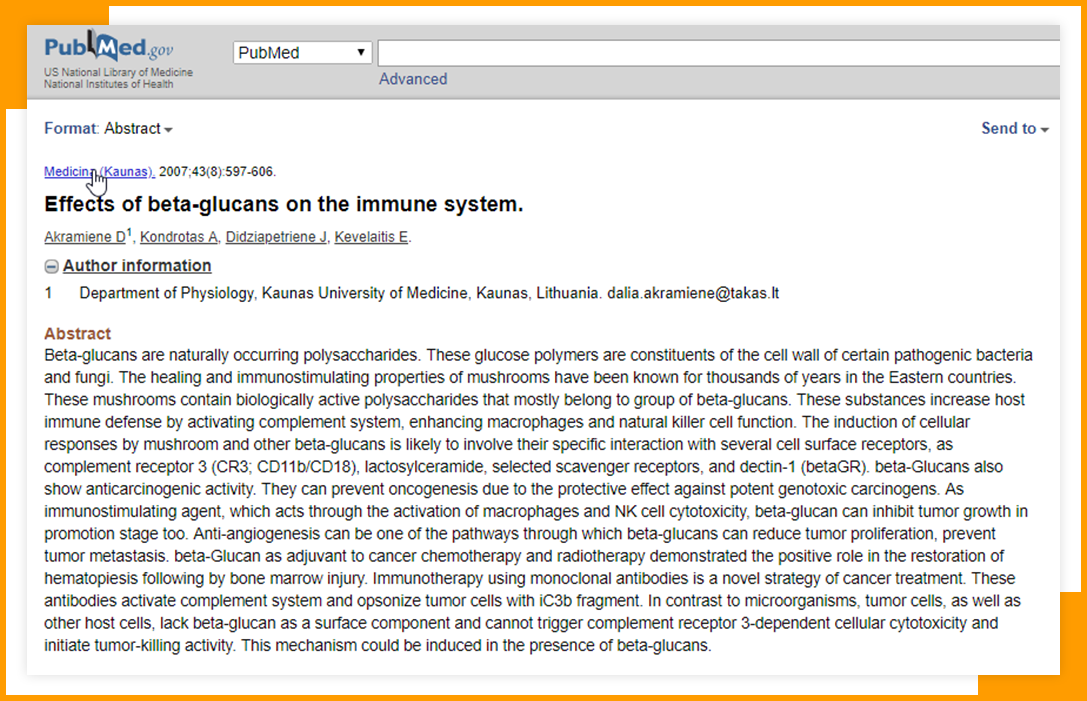 PubMed.gov
US National Library of Medicine
National Institutes of Health
PubMed
Advanced
Format: Abstract
Send to
Medicina (Kaunas). 2007;43(8):597-606.
Effects of beta-glucans on the immune system.
Akramiene D1, Kondrotas A, Didziapetriene J, Kevelaitis E.
Author information
1 Department of Physiology, Kaunas University of Medicine, Kaunas, Lithuania. dalia.akramiene@takas.lt
Abstract
Beta-glucans are naturally occurring polysaccharides. These glucose polymers are constituents of the cell wall of certain pathogenic bacteria
and fungi. The healing and immunostimulating properties of mushrooms have been known for thousands of years in the Eastern countries.
These mushrooms contain biologically active polysaccharides that mostly belong to group of beta-glucans. These substances increase host
immune defense by activating complement system, enhancing macrophages and natural killer cell function. The induction of cellular
responses by mushroom and other beta-glucans is likely to involve their specific interaction with several cell surface receptors, as
complement receptor 3 (CR3; CD11b/CD18), lactosylceramide, selected scavenger receptors, and dectin-1 (betaGR). beta-Glucans also
show anticarcinogenic activity. They can prevent oncogenesis due to the protective effect against potent genotoxic carcinogens. As
immunostimulating agent, which acts through the activation of macrophages and NK cell cytotoxicity, beta-glucan can inhibit tumor growth in
promotion stage too. Anti-angiogenesis can be one of the pathways through which beta-glucans can reduce tumor proliferation, prevent
tumor metastasis. beta-Glucan as adjuvant to cancer chemotherapy and radiotherapy demonstrated the positive role in the restoration of
hematopiesis following by bone marrow injury. Immunotherapy using monoclonal antibodies is a novel strategy of cancer treatment. These
antibodies activate complement system and opsonize tumor cells with iC3b fragment. In contrast to microorganisms, tumor cells, as well as
other host cells, lack beta-glucan as a surface component and cannot trigger complement receptor 3-dependent cellular cytotoxicity and
initiate tumor-killing activity. This mechanism could be induced in the presence of beta-glucans.